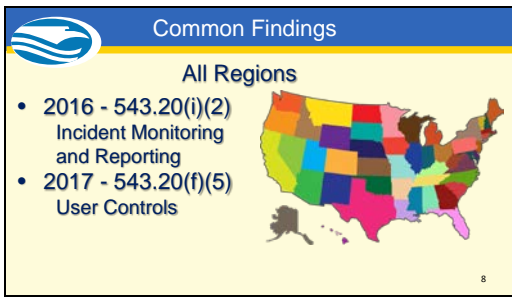 Common Findings
All Regions
• 2016 - 543.20(i)(2)
Incident Monitoring
and Reporting
• 2017 - 543.20(f)(5)
User Controls
8